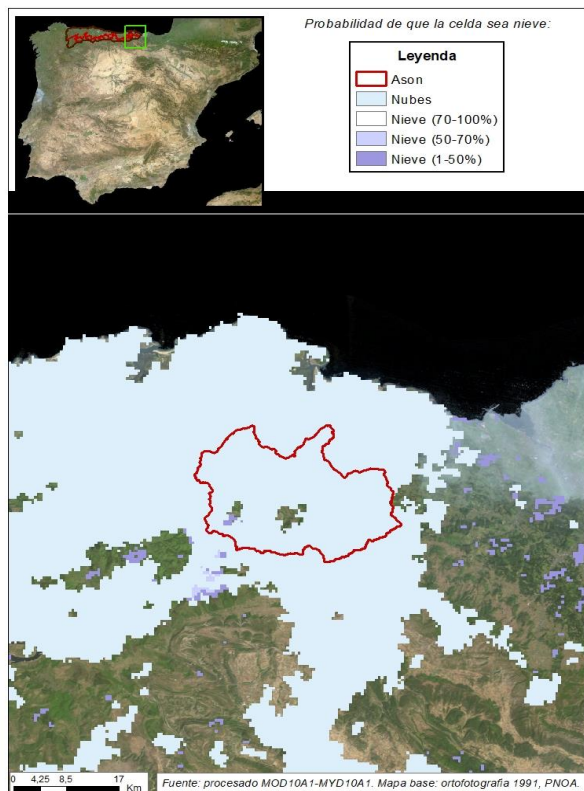 Probabilidad de que la celda sea nieve:
Leyenda
Ason
Nubes
Nieve (70-100%)
Nieve (50-70%)
Nieve (1-50%)
0 4,25 8,5 17
Km
Fuente: procesado MOD10A1-MYD10A1. Mapa base: ortofotografia 1991, PNOA.